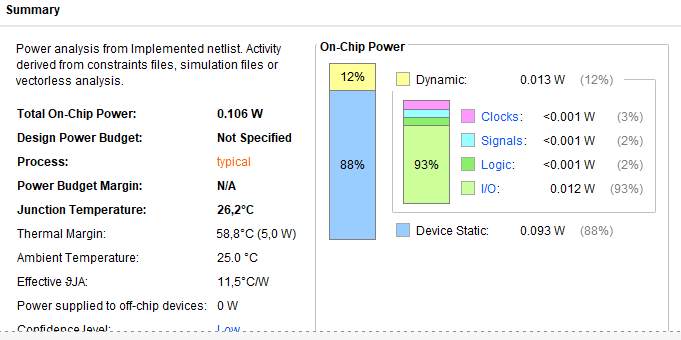 Summary
Power analysis from Implemented netlist. Activity
derived from constraints files, simulation files or
vectorless analysis.
Total On-Chip Power: 0.106 W
Design Power Budget: Not Specified
Process: typical
Power Budget Margin: N/A
Junction Temperature: 26,2°C
Thermal Margin: 58,8°C (5,0 W)
Ambient Temperature: 25.0 °C
Effective ϑJA: 11,5°C/W
Power supplied to off-chip devices: 0 W
Confidence level: Low
On-Chip Power
12%
88%
Dynamic: 0.013 W (12%)
93%
Clocks: <0.001 W (3%)
Signals: <0.001 W (2%)
Logic: <0.001 W (2%)
I/O: 0.012 W (93%)
Device Static: 0.093 W (88%)